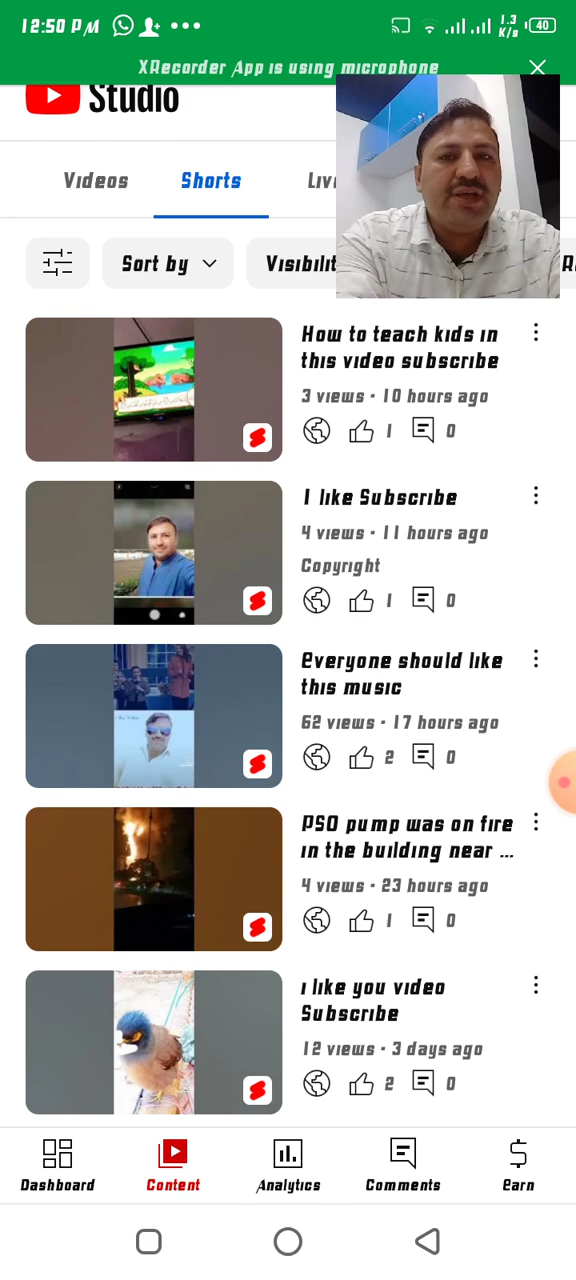 12:50 PM
1.3 K/s
40
XRecorder App is using microphone
Studio
Videos Shorts
Sort by
How to teach kids in
this video subscribe
3 views · 10 hours ago
1 0
I like Subscribe
4 views · 11 hours ago
Copyright
1 0
Everyone should like
this music
62 views · 17 hours ago
2 0
PSO pump was on fire
in the building near ...
4 views · 23 hours ago
1 0
i like you video
Subscribe
12 views · 3 days ago
2 0
Dashboard Content Analytics Comments Earn